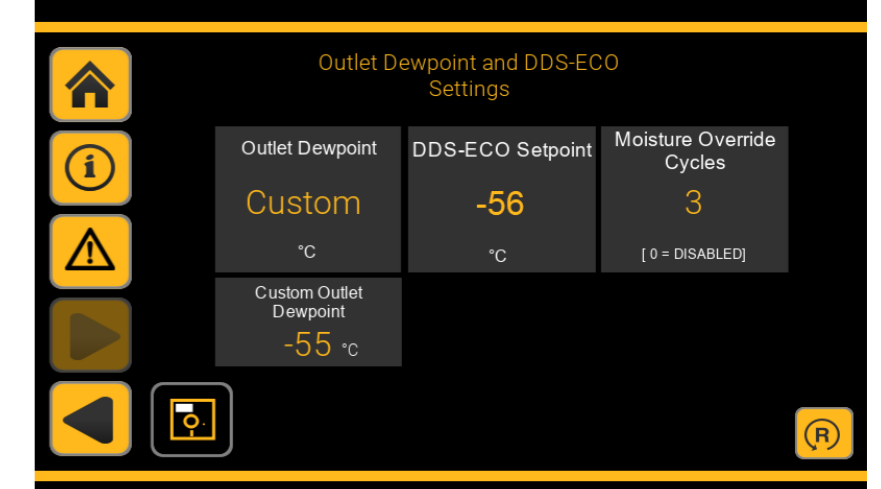 Outlet Dewpoint and DDS-ECO
Settings
Outlet Dewpoint
Custom
°C
DDS-ECO Setpoint
-56
°C
Moisture Override
Cycles
3
[ 0 = DISABLED]
Custom Outlet
Dewpoint
-55 °C
i
R